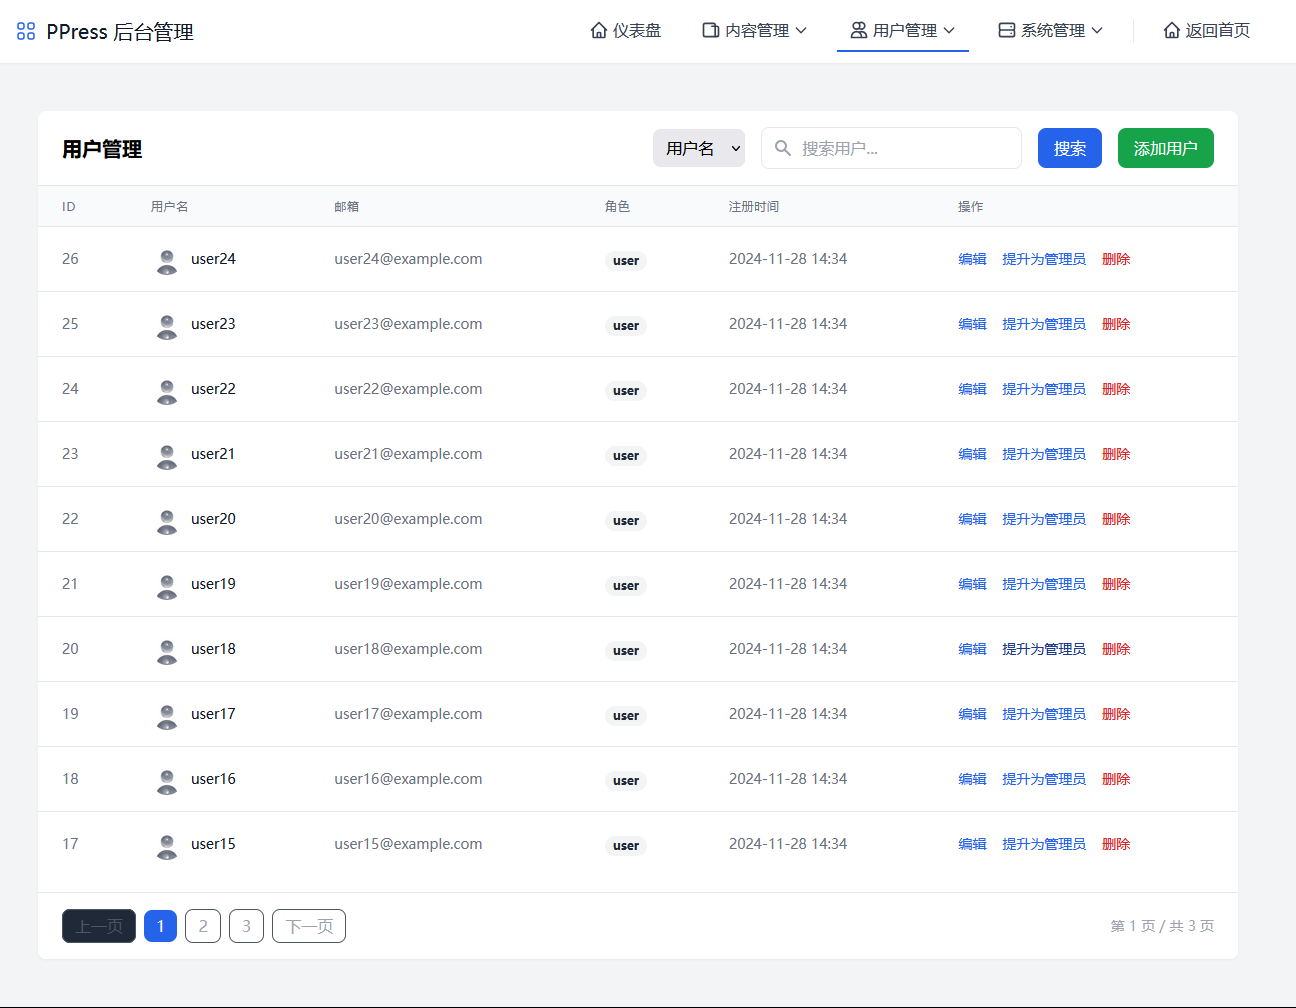 PPress 后台管理 仪表盘 内容管理 用户管理 系统管理 返回首页
用户管理 用户名 搜索用户... 搜索 添加用户
ID 用户名 邮箱 角色 注册时间 操作
26 user24 user24@example.com user 2024-11-28 14:34 编辑 提升为管理员 删除
25 user23 user23@example.com user 2024-11-28 14:34 编辑 提升为管理员 删除
24 user22 user22@example.com user 2024-11-28 14:34 编辑 提升为管理员 删除
23 user21 user21@example.com user 2024-11-28 14:34 编辑 提升为管理员 删除
22 user20 user20@example.com user 2024-11-28 14:34 编辑 提升为管理员 删除
21 user19 user19@example.com user 2024-11-28 14:34 编辑 提升为管理员 删除
20 user18 user18@example.com user 2024-11-28 14:34 编辑 提升为管理员 删除
19 user17 user17@example.com user 2024-11-28 14:34 编辑 提升为管理员 删除
18 user16 user16@example.com user 2024-11-28 14:34 编辑 提升为管理员 删除
17 user15 user15@example.com user 2024-11-28 14:34 编辑 提升为管理员 删除
上一页 1 2 3 下一页 第 1 页 / 共 3 页